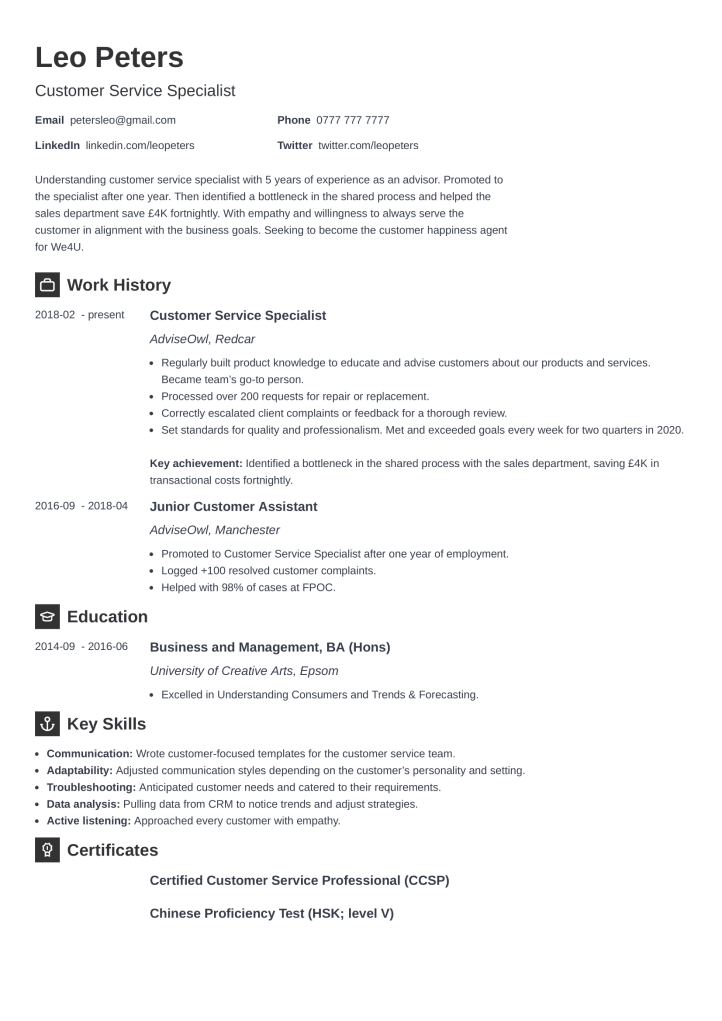 Leo Peters
Customer Service Specialist
Email petersleo@gmail.com
Phone 0777 777 7777
LinkedIn linkedin.com/leopeters
Twitter twitter.com/leopeters
Understanding customer service specialist with 5 years of experience as an advisor. Promoted to
the specialist after one year. Then identified a bottleneck in the shared process and helped the
sales department save £4K fortnightly. With empathy and willingness to always serve the
customer in alignment with the business goals. Seeking to become the customer happiness agent
for We4U.
Work History
2018-02 - present
Customer Service Specialist
AdviseOwl, Redcar
• Regularly built product knowledge to educate and advise customers about our products and services.
Became team’s go-to person.
• Processed over 200 requests for repair or replacement.
• Correctly escalated client complaints or feedback for a thorough review.
• Set standards for quality and professionalism. Met and exceeded goals every week for two quarters in 2020.
Key achievement: Identified a bottleneck in the shared process with the sales department, saving £4K in
transactional costs fortnightly.
2016-09 - 2018-04
Junior Customer Assistant
AdviseOwl, Manchester
• Promoted to Customer Service Specialist after one year of employment.
• Logged +100 resolved customer complaints.
• Helped with 98% of cases at FPOC.
Education
2014-09 - 2016-06
Business and Management, BA (Hons)
University of Creative Arts, Epsom
• Excelled in Understanding Consumers and Trends & Forecasting.
Key Skills
• Communication: Wrote customer-focused templates for the customer service team.
• Adaptability: Adjusted communication styles depending on the customer’s personality and setting.
• Troubleshooting: Anticipated customer needs and catered to their requirements.
• Data analysis: Pulling data from CRM to notice trends and adjust strategies.
• Active listening: Approached every customer with empathy.
Certificates
Certified Customer Service Professional (CCSP)
Chinese Proficiency Test (HSK; level V)